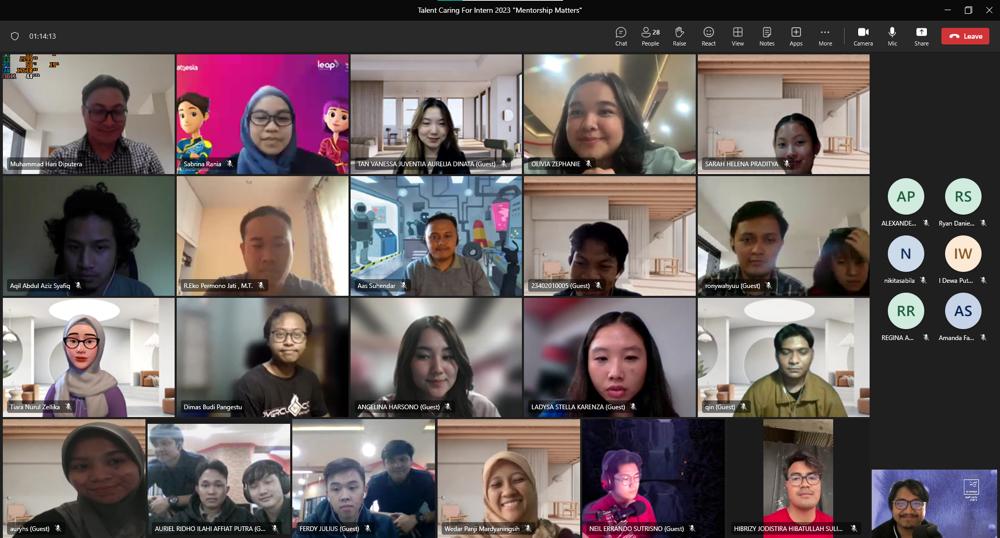 Talent Caring For Intern 2023 "Mentorship Matters"
01:14:13
Chat
People 28
Raise
React
View
Notes
Apps
More
Camera
Mic
Share
Leave
leap
Muhammad Hari Diputera
Sabrina Rania
TAN VANESSA JUVENTIA AURELIA DINATA (Guest)
OLIVIA ZEPHANIE
SARAH HELENA PRADITYA
AP
RS
ALEXANDE...
Ryan Danie...
Aqil Abdul Aziz Syafiq
R.Eko Permono Jati , M.T.
Aas Suhendar
23402010005 (Guest)
ronywahyuu (Guest)
N
IW
nikitasabila
I Dewa Put...
RR
AS
REGINA A...
Amanda Fa...
Tiara Nurul Zellika
Dimas Budi Pangestu
ANGELINA HARSONO (Guest)
LADYSA STELLA KARENZA (Guest)
qin (Guest)
auryns (Guest)
AURIEL RIDHO ILAHII AFFIAT PUTRA (G...
FERDY JULIUS (Guest)
Wedar Panji Mardyaningsih
NEIL ERRANDO SUTRISNO (Guest)
HIBRIZY JODISTIRA HIBATULLAH SULI...